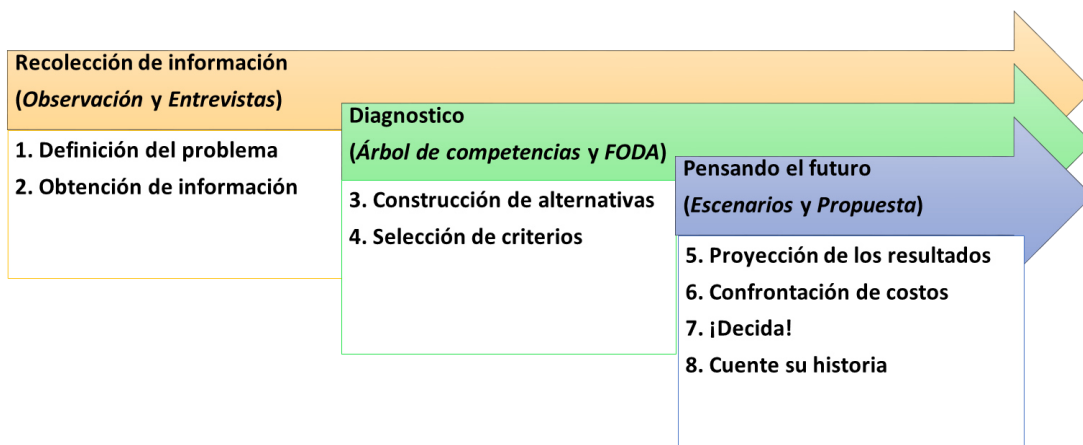 Recolección de información
(Observación y Entrevistas)
1. Definición del problema
2. Obtención de información
Diagnostico
(Árbol de competencias y FODA)
3. Construcción de alternativas
4. Selección de criterios
Pensando el futuro
(Escenarios y Propuesta)
5. Proyección de los resultados
6. Confrontación de costos
7. ¡Decida!
8. Cuente su historia